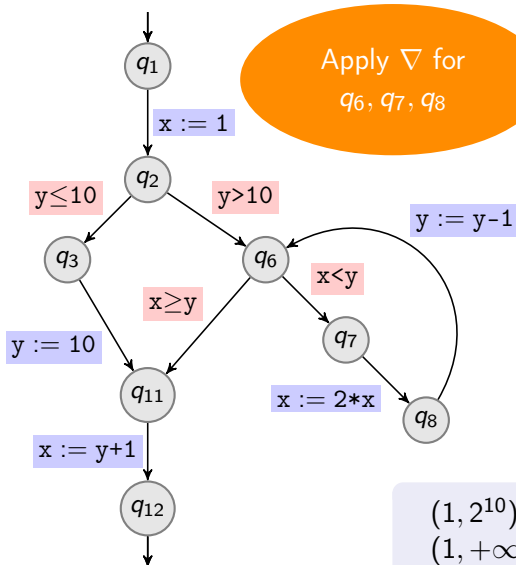 q1
Apply ∇ for
q6, q7, q8
x := 1
q2
y≤10
y>10
y := y-1
q3
q6
x≥y
x<y
q7
y := 10
q11
x := 2*x
q8
x := y+1
q12
(1, 2^10)
(1, +∞